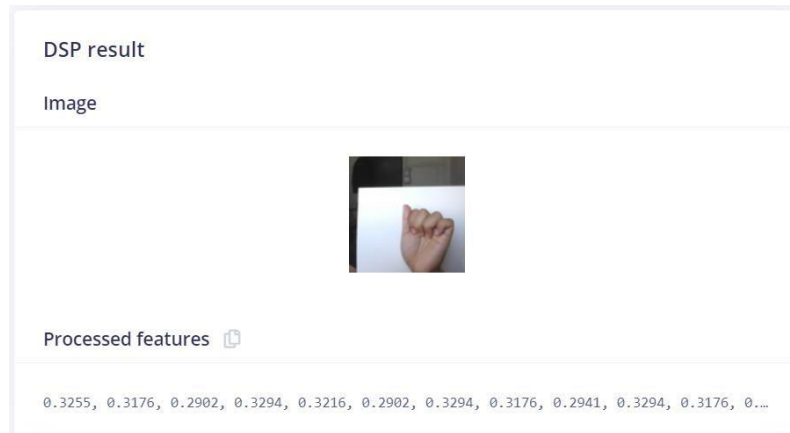 DSP result
Image
Processed features
0.3255, 0.3176, 0.2902, 0.3294, 0.3216, 0.2902, 0.3294, 0.3176, 0.2941, 0.3294, 0.3176, 0.…